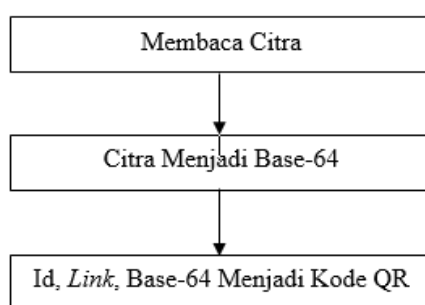 Membaca Citra
Citra Menjadi Base-64
Id, Link, Base-64 Menjadi Kode QR